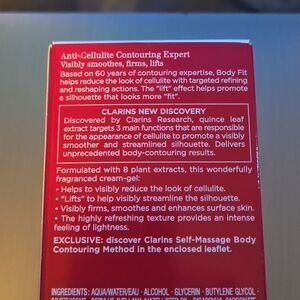 Anti-Cellulite Contouring Expert
Visibly smoothes, firms, lifts
Based on 60 years of contouring expertise, Body Fit
helps reduce the look of cellulite with targeted refining
and reshaping actions. The "lift" effect helps promote
a silhouette that looks more "fit".
CLARINS NEW DISCOVERY
Discovered by Clarins Research, quince leaf
extract targets 3 main functions that are responsible
for the appearance of cellulite to promote a visibly
smoother and streamlined silhouette. Delivers
unprecedented body-contouring results.
Formulated with 8 plant extracts, this wonderfully
fragranced cream-gel:
• Helps to visibly reduce the look of cellulite.
• "Lifts" to help visibly streamline the silhouette.
• Visibly firms, smoothes and enhances surface skin.
• The highly refreshing texture provides an intense
feeling of lightness.
EXCLUSIVE: discover Clarins Self-Massage Body
Contouring Method in the enclosed leaflet.
INGREDIENTS: AQUA/WATER/EAU · ALCOHOL · GLYCERIN · BUTYLENE GLYCOL ·